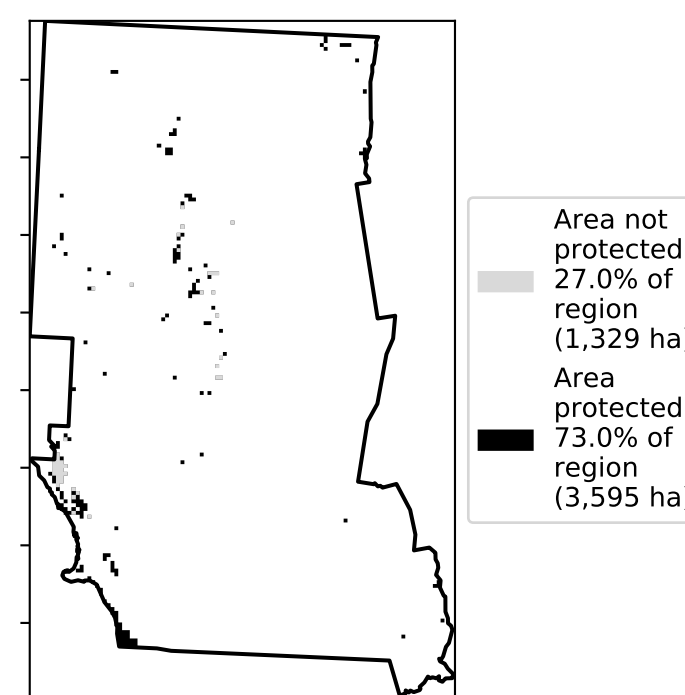 Area not
protected
27.0% of
region
(1,329 ha)
Area
protected
73.0% of
region
(3,595 ha)